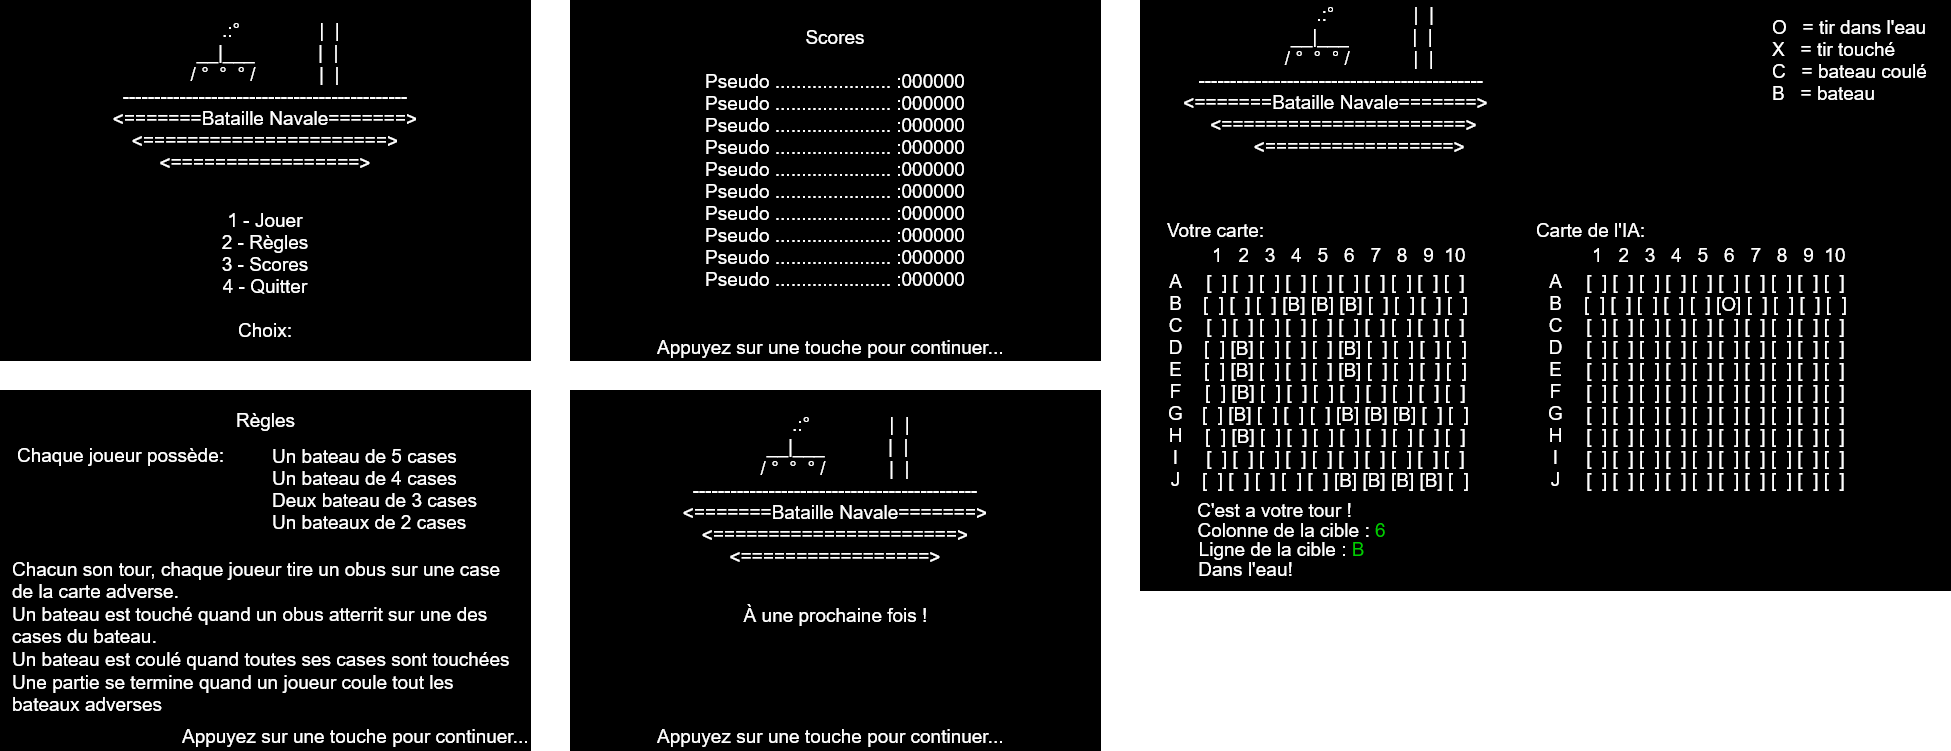 .:°                | |
__|___             | |
/ ° ° ° /            | |
---------------------------------------------
<=======Bataille Navale=======>
<=======================>
<=================>
1 - Jouer
2 - Règles
3 - Scores
4 - Quitter
Choix:
Scores
Pseudo ...................... :000000
Pseudo ...................... :000000
Pseudo ...................... :000000
Pseudo ...................... :000000
Pseudo ...................... :000000
Pseudo ...................... :000000
Pseudo ...................... :000000
Pseudo ...................... :000000
Pseudo ...................... :000000
Pseudo ...................... :000000
Appuyez sur une touche pour continuer...
.:°                | |
__|___             | |
/ ° ° ° /            | |
---------------------------------------------
<=======Bataille Navale=======>
<=======================>
<=================>
O = tir dans l'eau
X = tir touché
C = bateau coulé
B = bateau
Votre carte:
1 2 3 4 5 6 7 8 9 10
A [ ] [ ] [ ] [ ] [ ] [ ] [ ] [ ] [ ] [ ]
B [ ] [ ] [ ] [B] [B] [B] [ ] [ ] [ ] [ ]
C [ ] [ ] [ ] [ ] [ ] [ ] [ ] [ ] [ ] [ ]
D [ ] [B] [ ] [ ] [ ] [B] [ ] [ ] [ ] [ ]
E [ ] [B] [ ] [ ] [ ] [B] [ ] [ ] [ ] [ ]
F [ ] [B] [ ] [ ] [ ] [ ] [ ] [ ] [ ] [ ]
G [ ] [B] [ ] [ ] [ ] [B] [B] [B] [ ] [ ]
H [ ] [B] [ ] [ ] [ ] [ ] [ ] [ ] [ ] [ ]
I [ ] [ ] [ ] [ ] [ ] [ ] [ ] [ ] [ ] [ ]
J [ ] [ ] [ ] [ ] [ ] [B] [B] [B] [B] [ ]
C'est a votre tour !
Colonne de la cible : 6
Ligne de la cible : B
Dans l'eau!
Carte de l'IA:
1 2 3 4 5 6 7 8 9 10
A [ ] [ ] [ ] [ ] [ ] [ ] [ ] [ ] [ ] [ ]
B [ ] [ ] [ ] [ ] [ ] [O] [ ] [ ] [ ] [ ]
C [ ] [ ] [ ] [ ] [ ] [ ] [ ] [ ] [ ] [ ]
D [ ] [ ] [ ] [ ] [ ] [ ] [ ] [ ] [ ] [ ]
E [ ] [ ] [ ] [ ] [ ] [ ] [ ] [ ] [ ] [ ]
F [ ] [ ] [ ] [ ] [ ] [ ] [ ] [ ] [ ] [ ]
G [ ] [ ] [ ] [ ] [ ] [ ] [ ] [ ] [ ] [ ]
H [ ] [ ] [ ] [ ] [ ] [ ] [ ] [ ] [ ] [ ]
I [ ] [ ] [ ] [ ] [ ] [ ] [ ] [ ] [ ] [ ]
J [ ] [ ] [ ] [ ] [ ] [ ] [ ] [ ] [ ] [ ]
Règles
Chaque joueur possède: Un bateau de 5 cases
Un bateau de 4 cases
Deux bateau de 3 cases
Un bateaux de 2 cases
Chacun son tour, chaque joueur tire un obus sur une case
de la carte adverse.
Un bateau est touché quand un obus atterrit sur une des
cases du bateau.
Un bateau est coulé quand toutes ses cases sont touchées
Une partie se termine quand un joueur coule tout les
bateaux adverses
Appuyez sur une touche pour continuer...
.:°                | |
__|___             | |
/ ° ° ° /            | |
---------------------------------------------
<=======Bataille Navale=======>
<=======================>
<=================>
À une prochaine fois !
Appuyez sur une touche pour continuer...